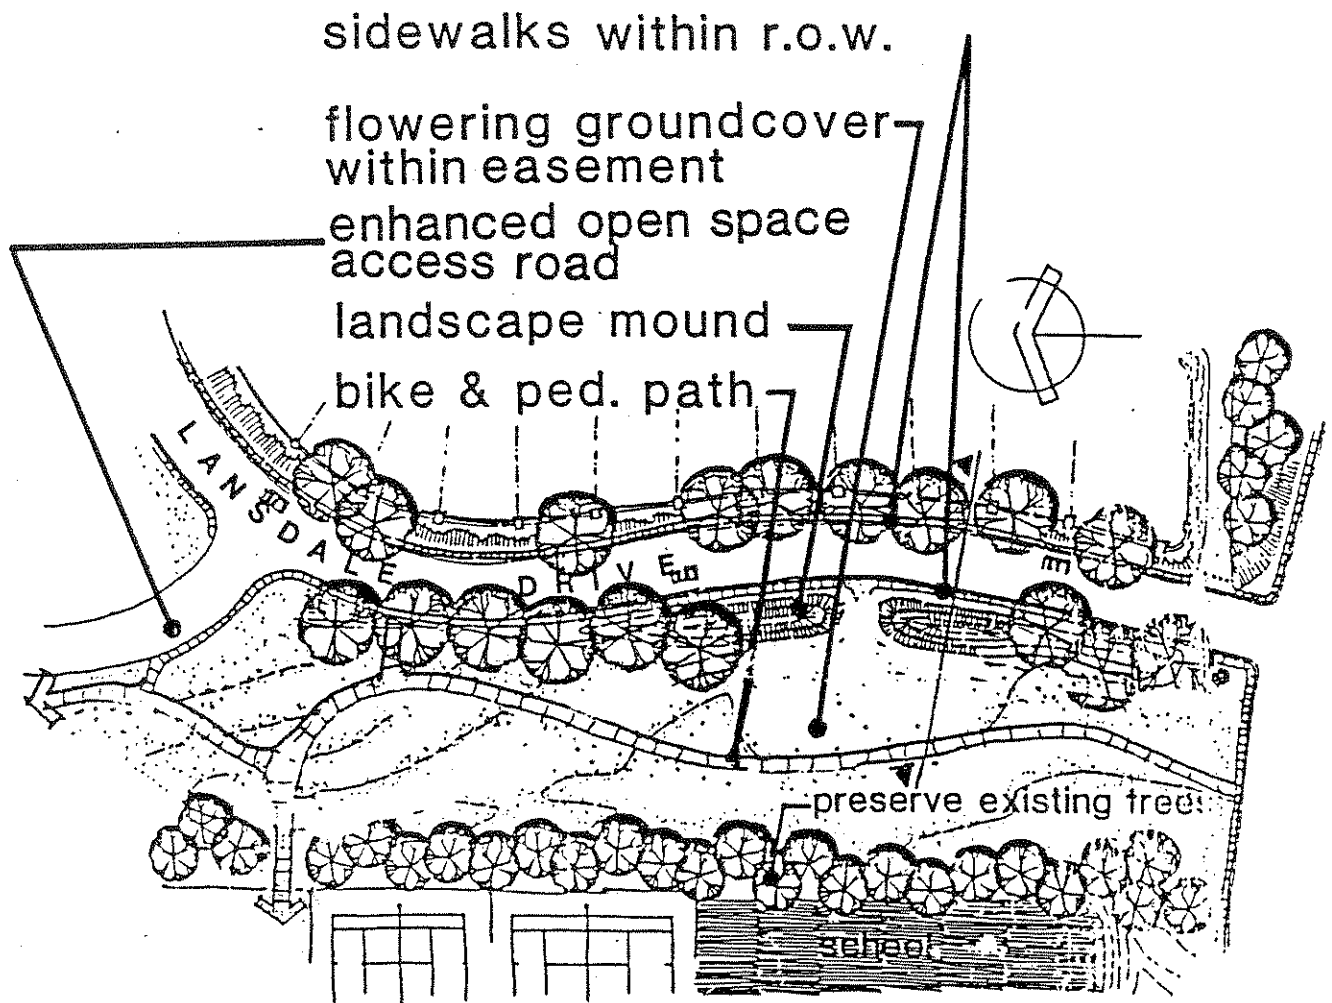 sidewalks within r.o.w.
flowering groundcover
within easement
enhanced open space
access road
landscape mound
bike & ped. path
LANSDALE DRIVE
preserve existing trees
school